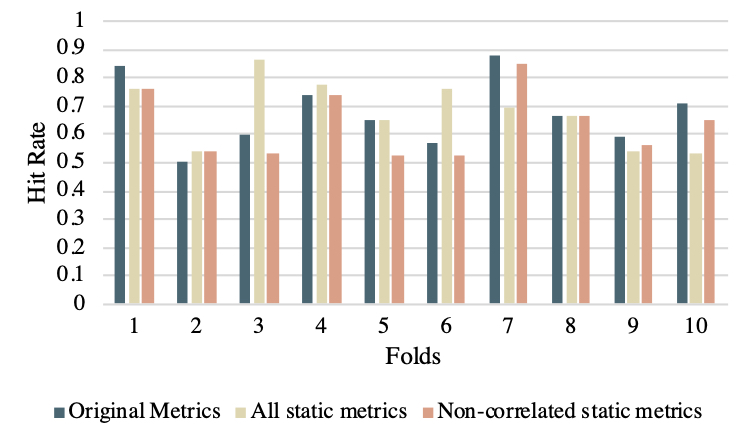 1
0.9
0.8
0.7
0.6
0.5
0.4
0.3
0.2
0.1
0
Hit Rate
1 2 3 4 5 6 7 8 9 10
Folds
Original Metrics All static metrics Non-correlated static metrics